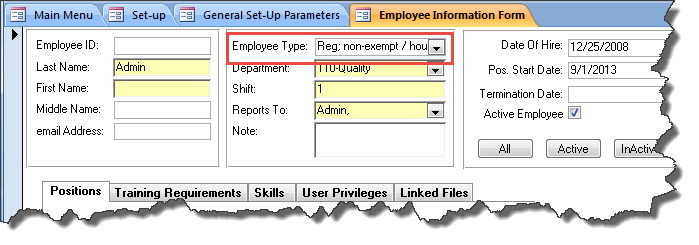 Main Menu Set-up General Set-Up Parameters Employee Information Form
Employee ID:
Last Name: Admin
First Name:
Middle Name:
email Address:
Employee Type: Reg; non-exempt / hou
Department: 110-Quality
Shift: 1
Reports To: Admin,
Note:
Date Of Hire: 12/25/2008
Pos. Start Date: 9/1/2013
Termination Date:
Active Employee
All Active InActiv
Positions Training Requirements Skills User Privileges Linked Files